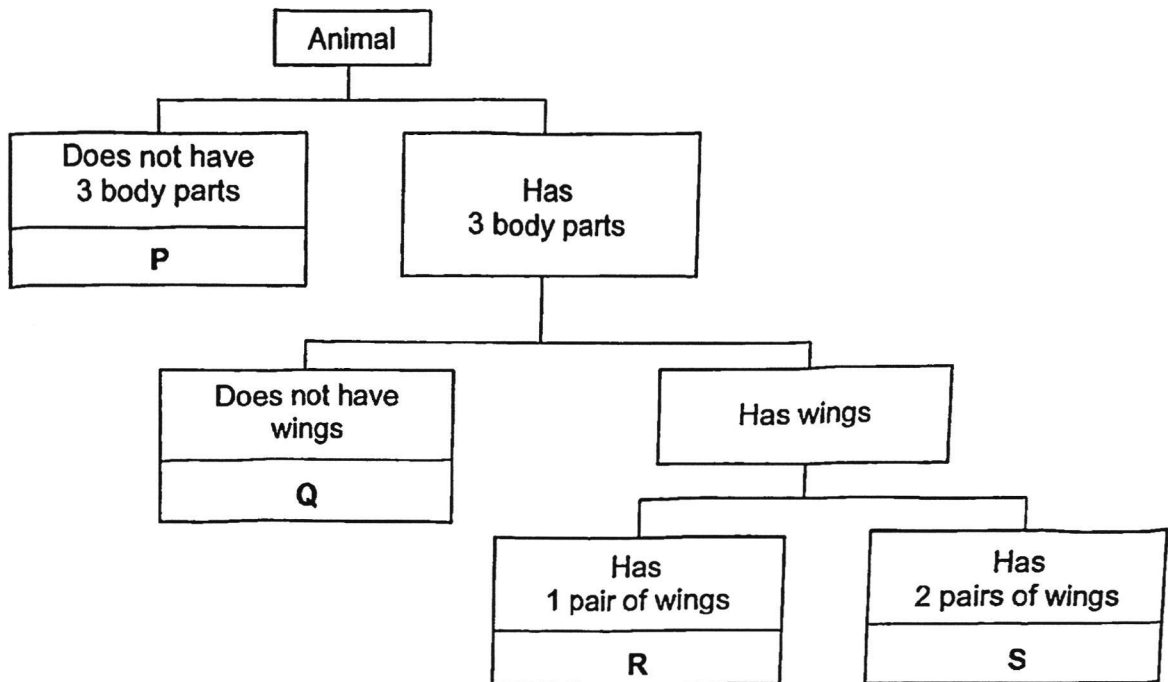 Animal
Does not have
3 body parts
P
Has
3 body parts
Does not have
wings
Q
Has wings
Has
1 pair of wings
R
Has
2 pairs of wings
S